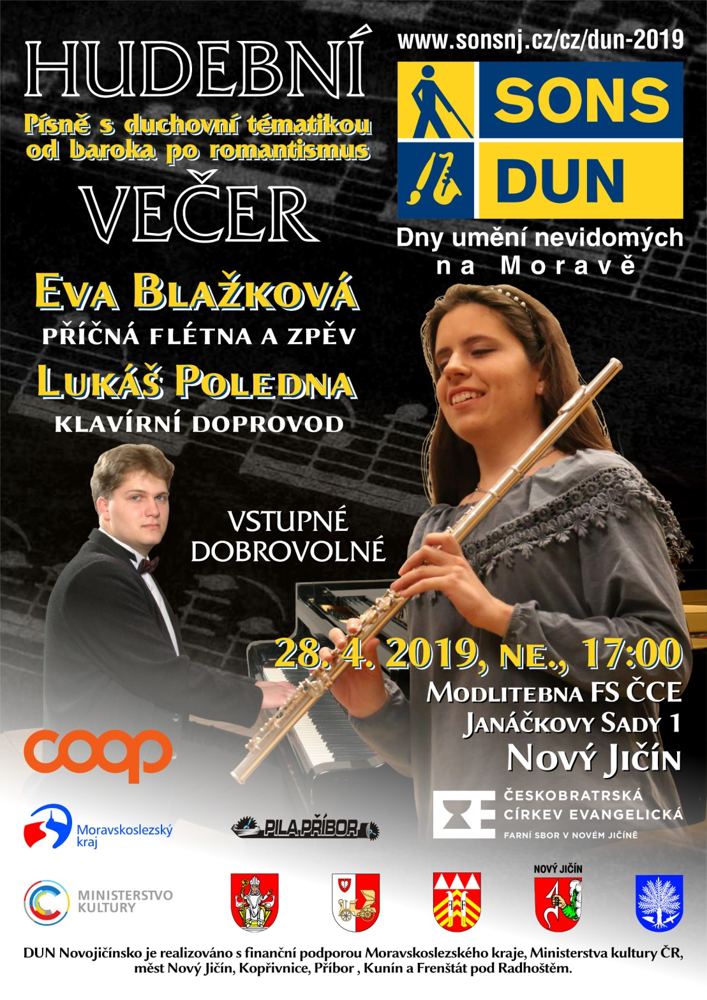 HUDEBNÍ
Písně s duchovní tématikou
od baroka po romantismus
VEČER
www.sonsnj.cz/cz/dun-2019
SONS
DUN
Dny umění nevidomých
na Moravě
Eva Blažková
PŘÍČNÁ FLÉTNA A ZPĚV
Lukáš Poledna
KLAVÍRNÍ DOPROVOD
VSTUPNÉ
DOBROVOLNÉ
28. 4. 2019, NE., 17:00
Modlitebna FS ČCE
Janáčkovy Sady 1
Nový Jičín
coop
Moravskoslezský
kraj
PILA PŘÍBOR
ČESKOBRATRSKÁ
CÍRKEV EVANGELICKÁ
FARNÍ SBOR V NOVÉM JIČÍNĚ
MINISTERSTVO
KULTURY
NOVÝ JIČÍN
DUN Novojičínsko je realizováno s finanční podporou Moravskoslezského kraje, Ministerstva kultury ČR,
měst Nový Jičín, Kopřivnice, Příbor , Kunín a Frenštát pod Radhoštěm.